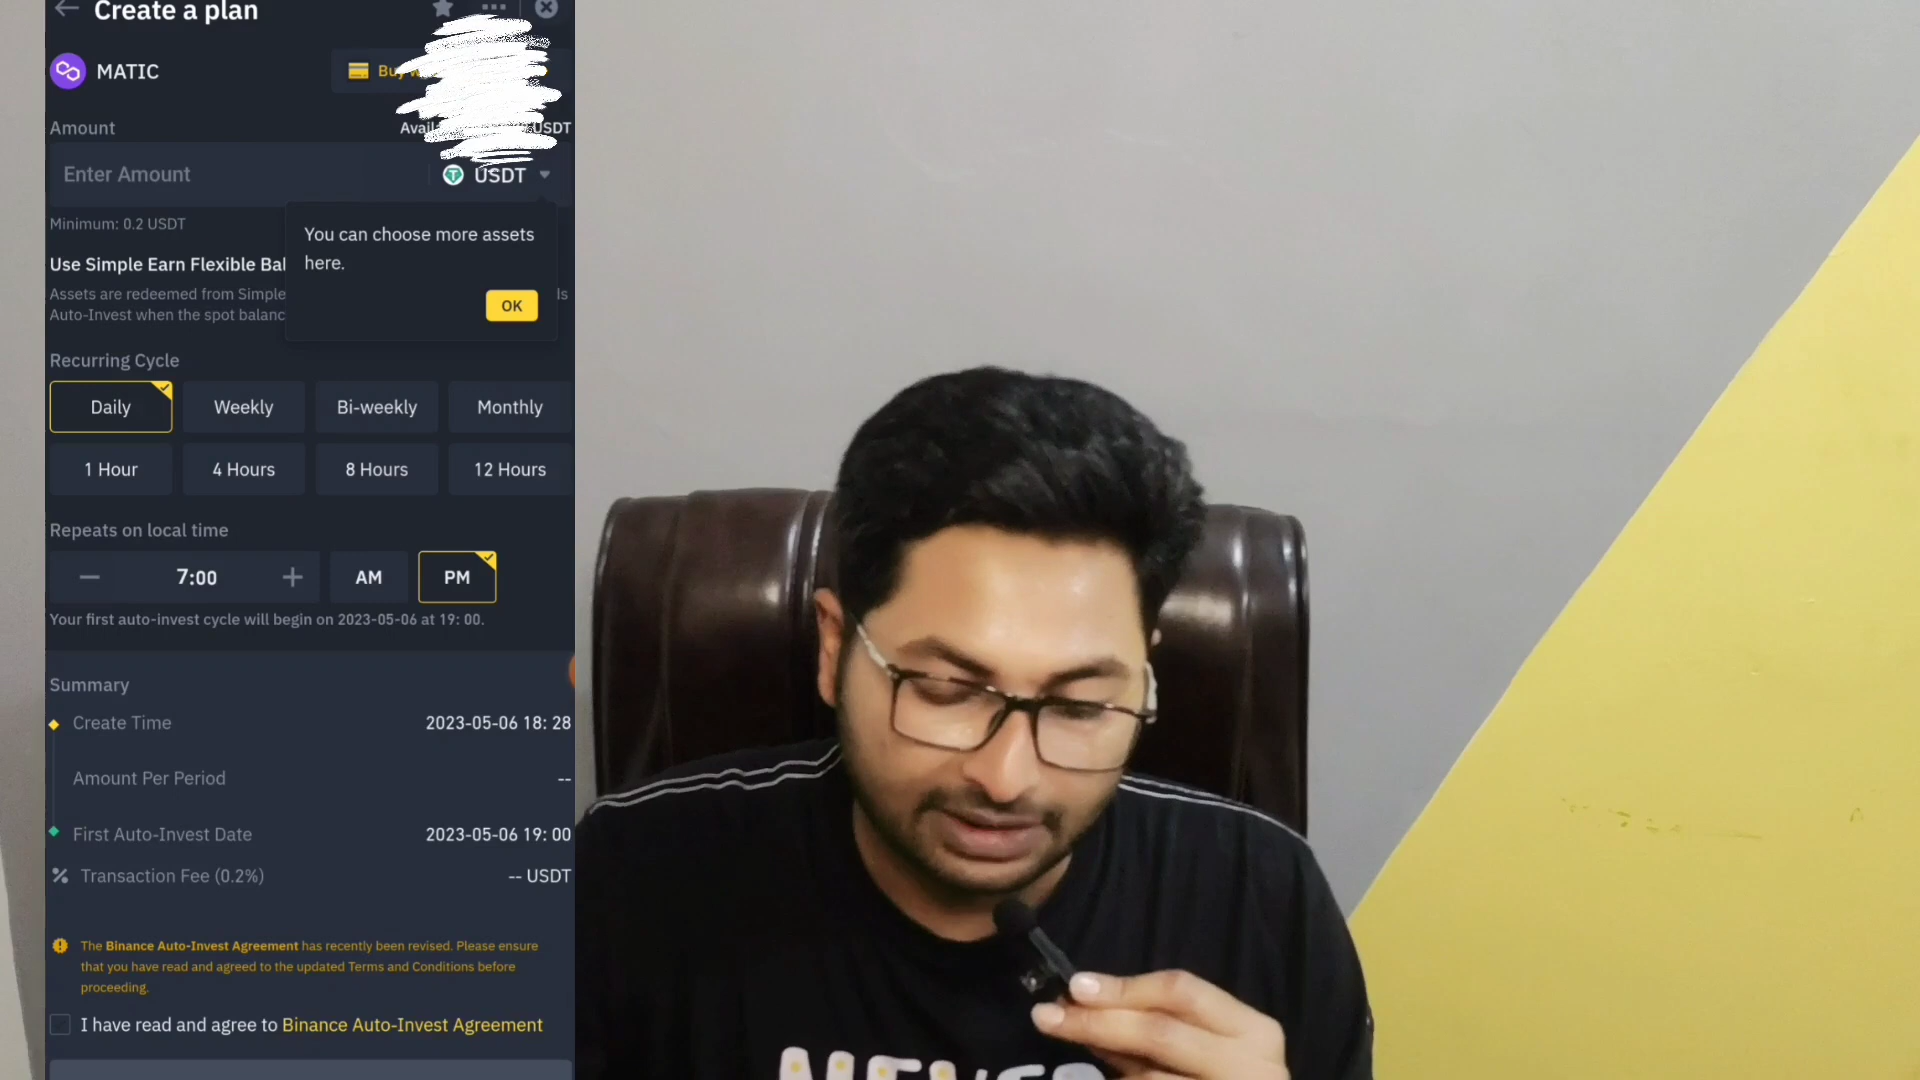 Create a plan
MATIC
Buy
Amount
USDT
Enter Amount
USDT
Minimum: 0.2 USDT
You can choose more assets
here.
OK
Use Simple Earn Flexible
Assets are redeemed from Simple
Auto-Invest when the spot
Recurring Cycle
Daily
Weekly
Bi-weekly
Monthly
1 Hour
4 Hours
8 Hours
12 Hours
Repeats on local time
− 7:00 +
AM
PM
Your first auto-invest cycle will begin on 2023-05-06 at 19: 00.
Summary
Create Time 2023-05-06 18: 28
Amount Per Period --
First Auto-Invest Date 2023-05-06 19: 00
Transaction Fee (0.2%) -- USDT
The Binance Auto-Invest Agreement has recently been revised. Please ensure
that you have read and agreed to the updated Terms and Conditions before
proceeding.
I have read and agree to Binance Auto-Invest Agreement
NEVER